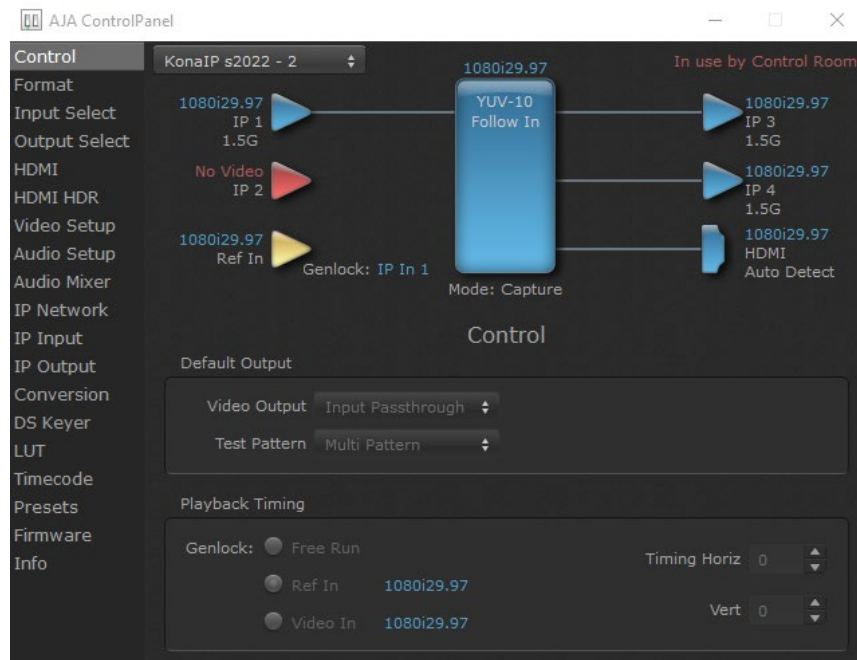 AJA ControlPanel
Control
Format
Input Select
Output Select
HDMI
HDMI HDR
Video Setup
Audio Setup
Audio Mixer
IP Network
IP Input
IP Output
Conversion
DS Keyer
LUT
Timecode
Presets
Firmware
Info
KonaIP s2022 - 2
1080i29.97
In use by Control Room
1080i29.97
IP 1
1.5G
No Video
IP 2
1080i29.97
Ref In
Genlock: IP In 1
YUV-10
Follow In
Mode: Capture
1080i29.97
IP 3
1.5G
1080i29.97
IP 4
1.5G
1080i29.97
HDMI
Auto Detect
Control
Default Output
Video Output Input Passthrough
Test Pattern Multi Pattern
Playback Timing
Genlock: Free Run
Ref In 1080i29.97
Video In 1080i29.97
Timing Horiz 0
Vert 0